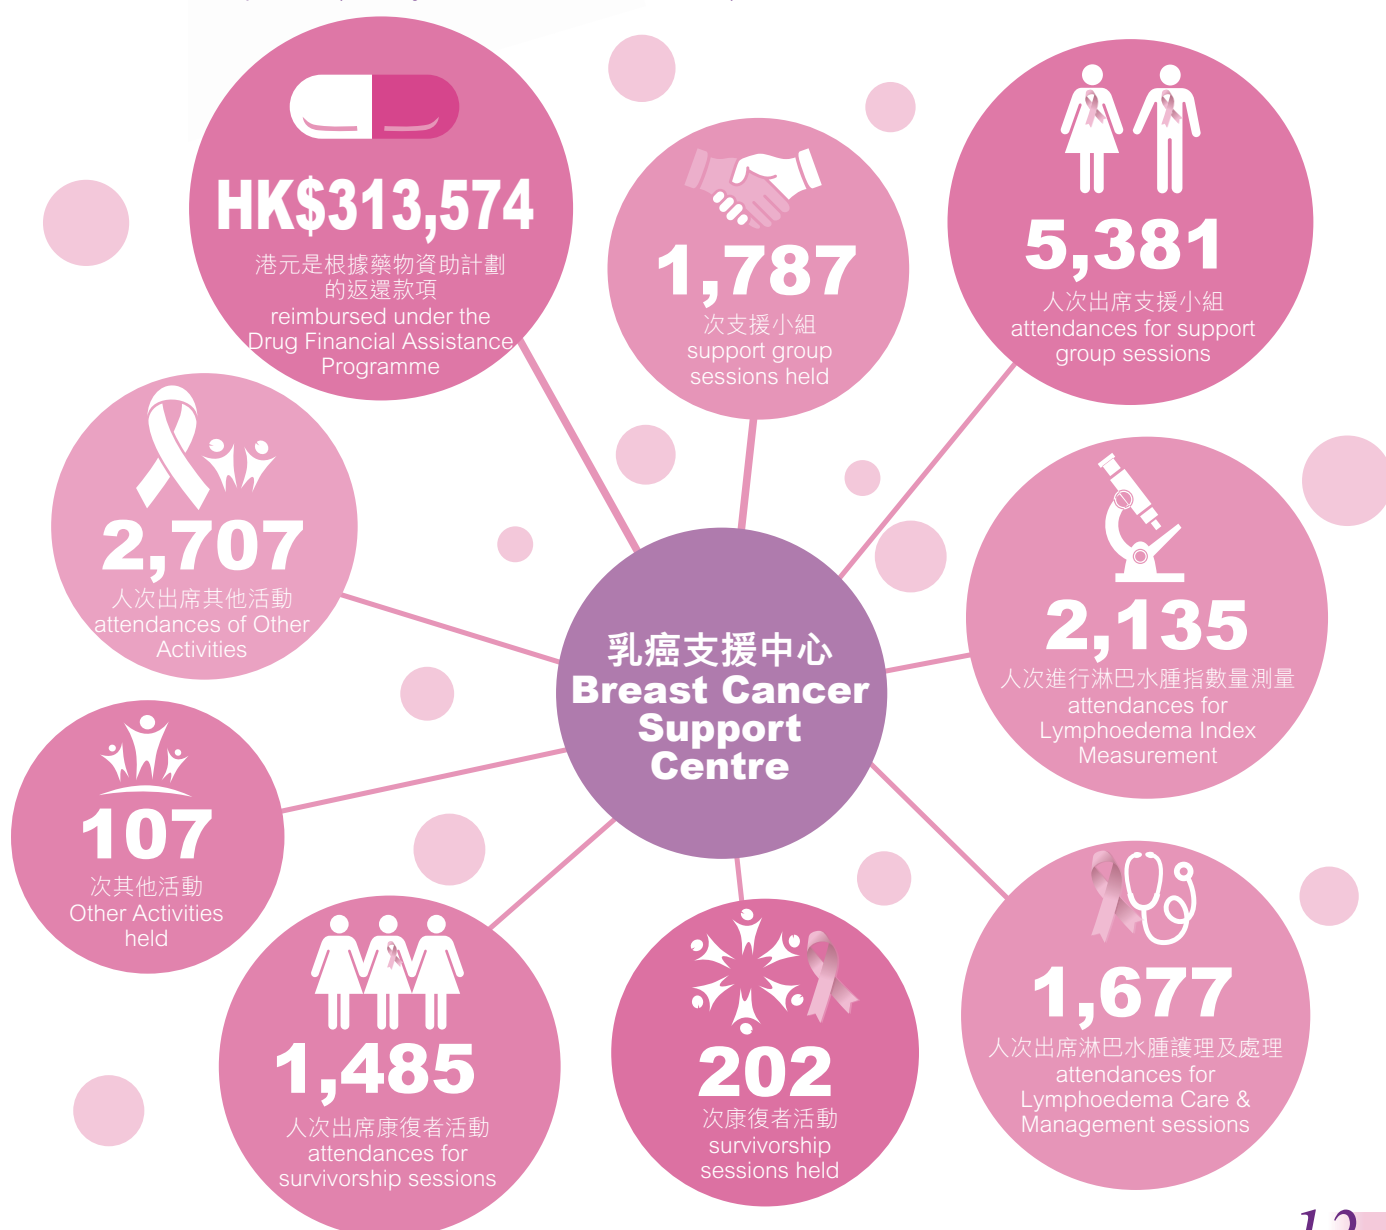 HK$313,574
港元是根據藥物資助計劃
的返還款項
reimbursed under the
Drug Financial Assistance
Programme
1,787
次支援小組
support group
sessions held
5,381
人次出席支援小組
attendances for support
group sessions
2,707
人次出席其他活動
attendances of Other
Activities
2,135
人次進行淋巴水腫指數量測量
attendances for
Lymphoedema Index
Measurement
乳癌支援中心
Breast Cancer
Support
Centre
107
次其他活動
Other Activities
held
1,677
人次出席淋巴水腫護理及處理
attendances for
Lymphoedema Care &
Management sessions
1,485
人次出席康復者活動
attendances for
survivorship sessions
202
次康復者活動
survivorship
sessions held